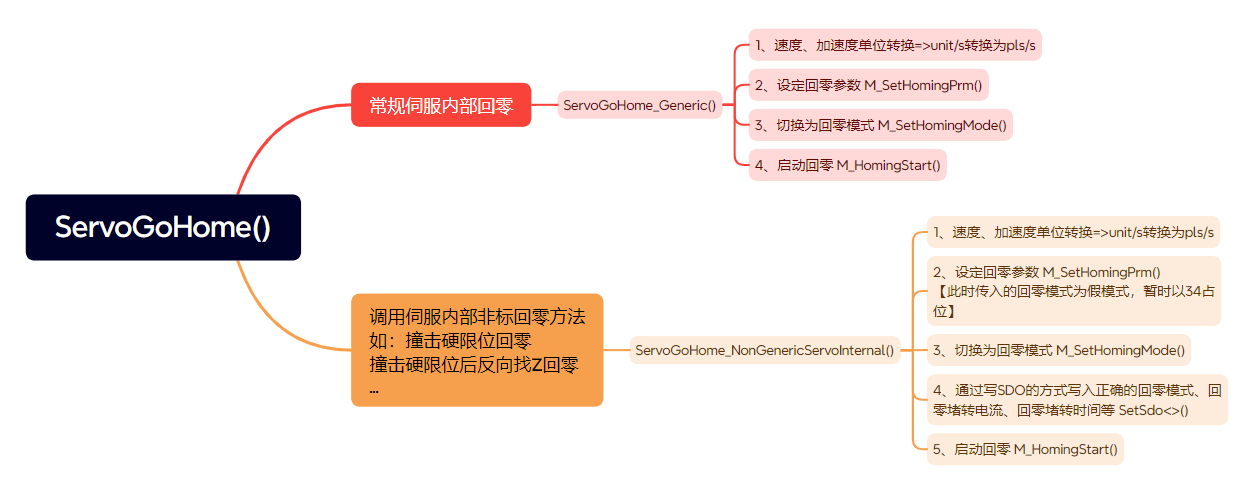 ServoGoHome()
常规伺服内部回零
ServoGoHome_Generic()
1、速度、加速度单位转换=>unit/s转换为pls/s
2、设定回零参数 M_SetHomingPrm()
3、切换为回零模式 M_SetHomingMode()
4、启动回零 M_HomingStart()
调用伺服内部非标回零方法
如：撞击硬限位回零
撞击硬限位后反向找Z回零
...
ServoGoHome_NonGenericServoInternal()
1、速度、加速度单位转换=>unit/s转换为pls/s
2、设定回零参数 M_SetHomingPrm()
【此时传入的回零模式为假模式，暂时以34占
位】
3、切换为回零模式 M_SetHomingMode()
4、通过写SDO的方式写入正确的回零模式、回
零堵转电流、回零堵转时间等 SetSdo<>()
5、启动回零 M_HomingStart()